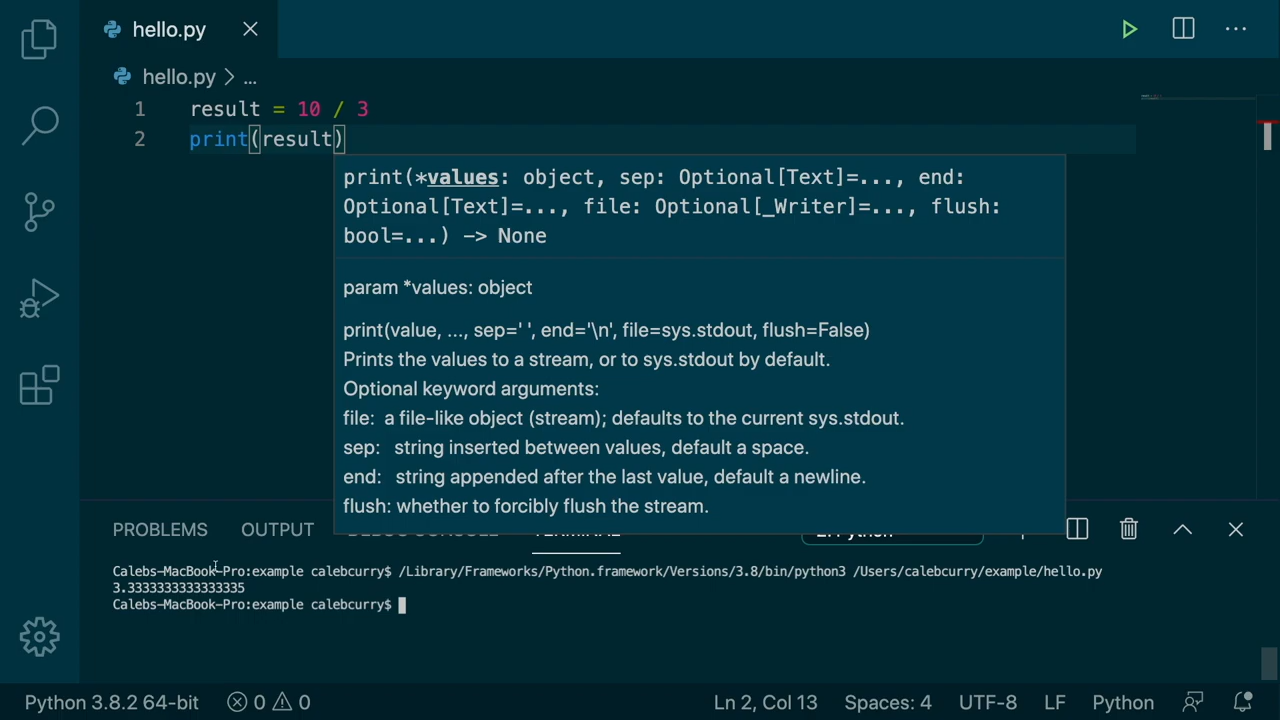 hello.py
hello.py > ...
1 result = 10 / 3
2 print(result)
print(*values: object, sep: Optional[Text]=..., end:
Optional[Text]=..., file: Optional[_Writer]=..., flush:
bool=...) -> None
param *values: object
print(value, ..., sep=' ', end='\n', file=sys.stdout, flush=False)
Prints the values to a stream, or to sys.stdout by default.
Optional keyword arguments:
file: a file-like object (stream); defaults to the current sys.stdout.
sep: string inserted between values, default a space.
end: string appended after the last value, default a newline.
flush: whether to forcibly flush the stream.
PROBLEMS OUTPUT DEBUG CONSOLE TERMINAL 2: Python
Calebs-MacBook-Pro:example calebcurry$ /Library/Frameworks/Python.framework/Versions/3.8/bin/python3 /Users/calebcurry/example/hello.py
3.3333333333333335
Calebs-MacBook-Pro:example calebcurry$
Python 3.8.2 64-bit 0 0 Ln 2, Col 13 Spaces: 4 UTF-8 LF Python